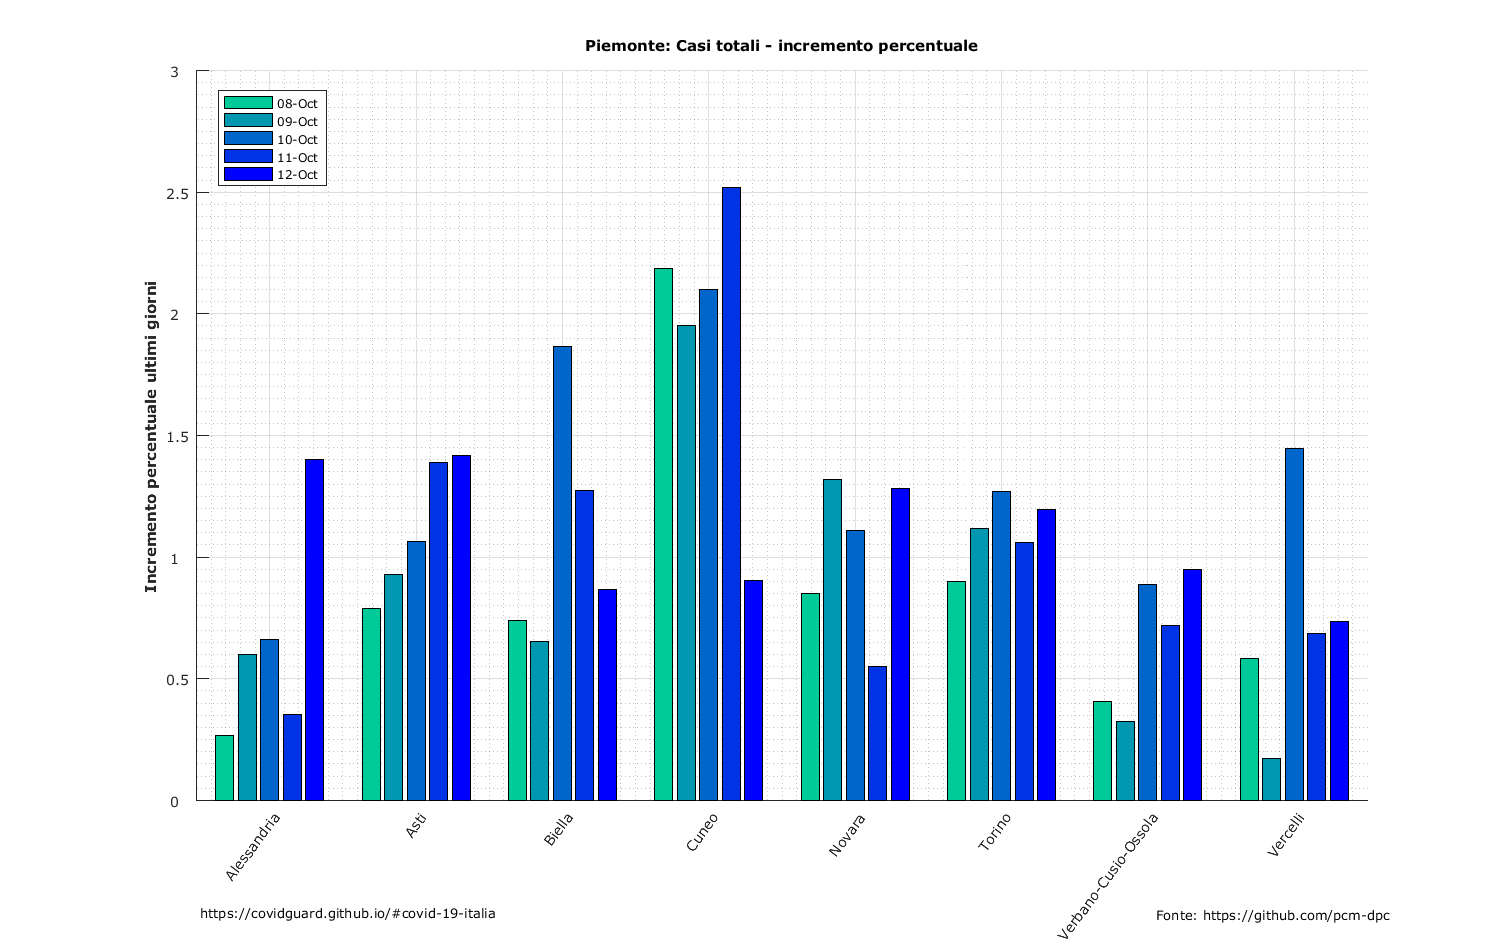 Piemonte: Casi totali - incremento percentuale
3
2.5
2
1.5
1
0.5
0
Incremento percentuale ultimi giorni
08-Oct
09-Oct
10-Oct
11-Oct
12-Oct
Alessandria
Asti
Biella
Cuneo
Novara
Torino
Verbano-Cusio-Ossola
Vercelli
https://covidguard.github.io/#covid-19-italia
Fonte: https://github.com/pcm-dpc